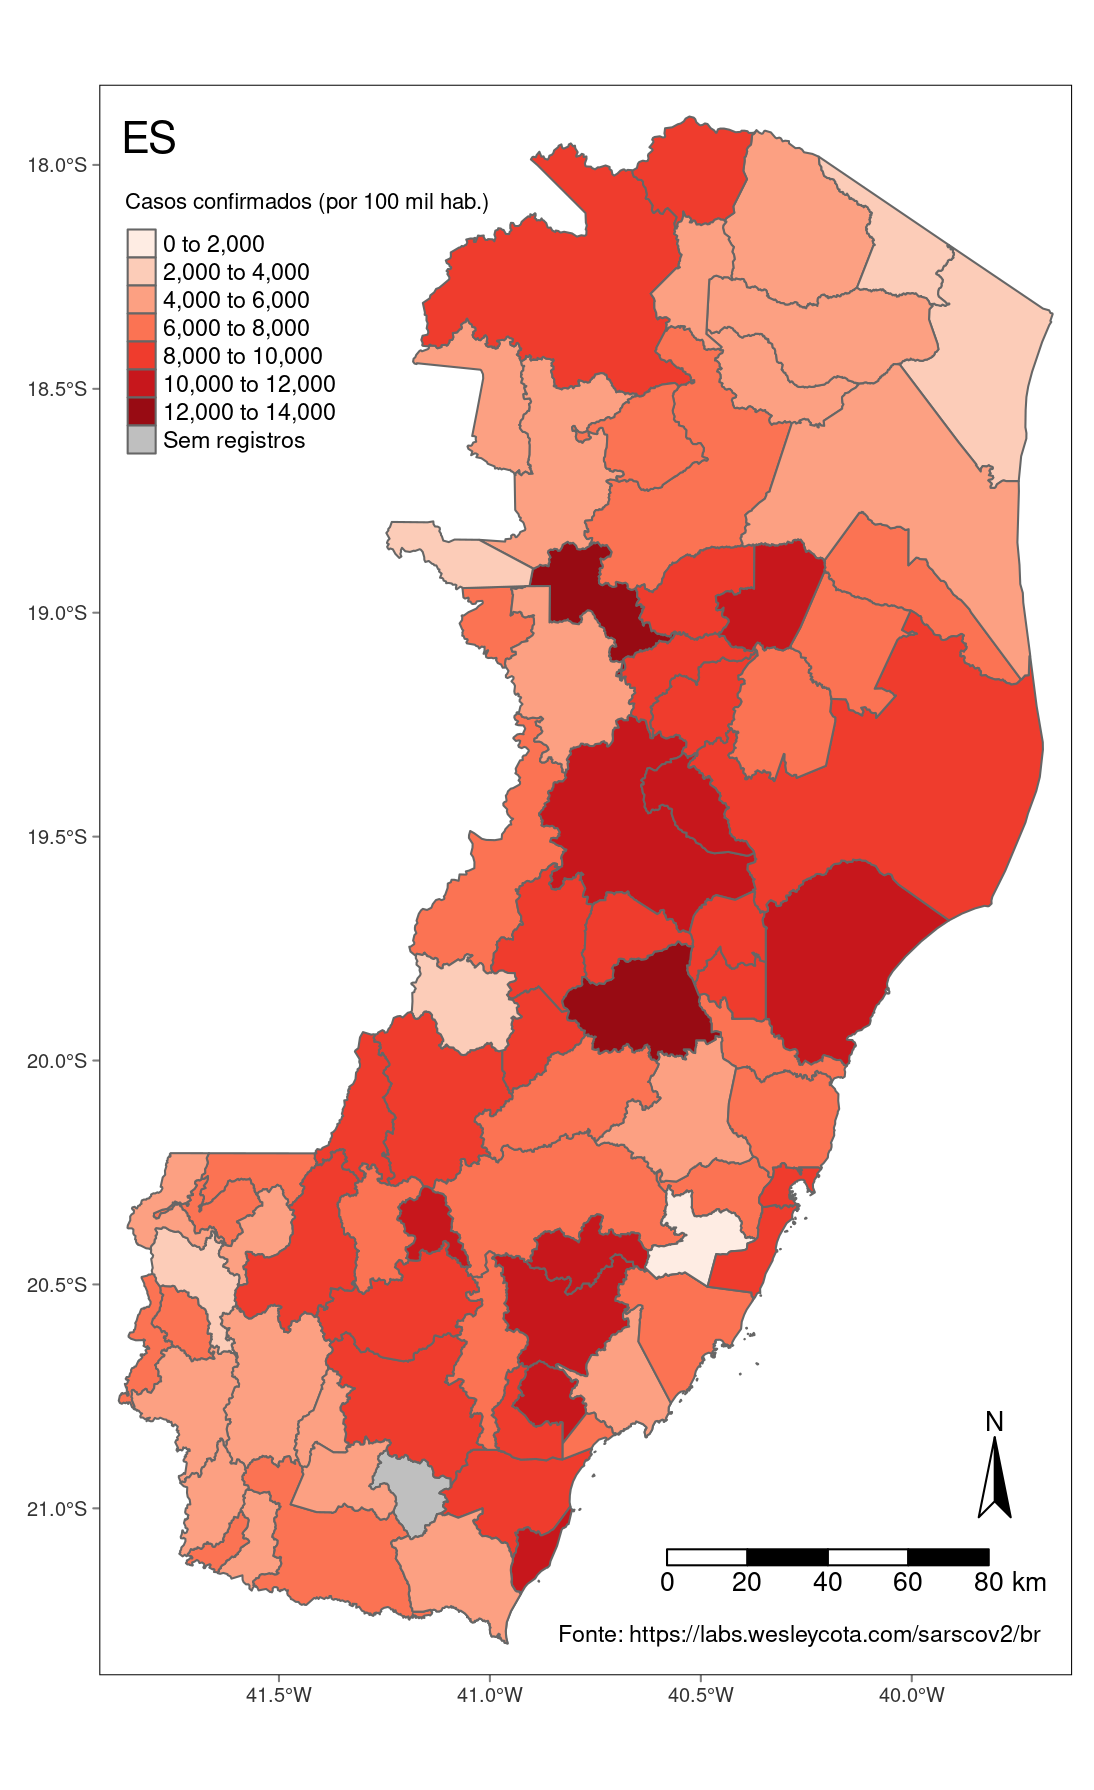 ES
Casos confirmados (por 100 mil hab.)
0 to 2,000
2,000 to 4,000
4,000 to 6,000
6,000 to 8,000
8,000 to 10,000
10,000 to 12,000
12,000 to 14,000
Sem registros
18.0°S
18.5°S
19.0°S
19.5°S
20.0°S
20.5°S
21.0°S
N
0 20 40 60 80 km
Fonte: https://labs.wesleycota.com/sarscov2/br
41.5°W 41.0°W 40.5°W 40.0°W